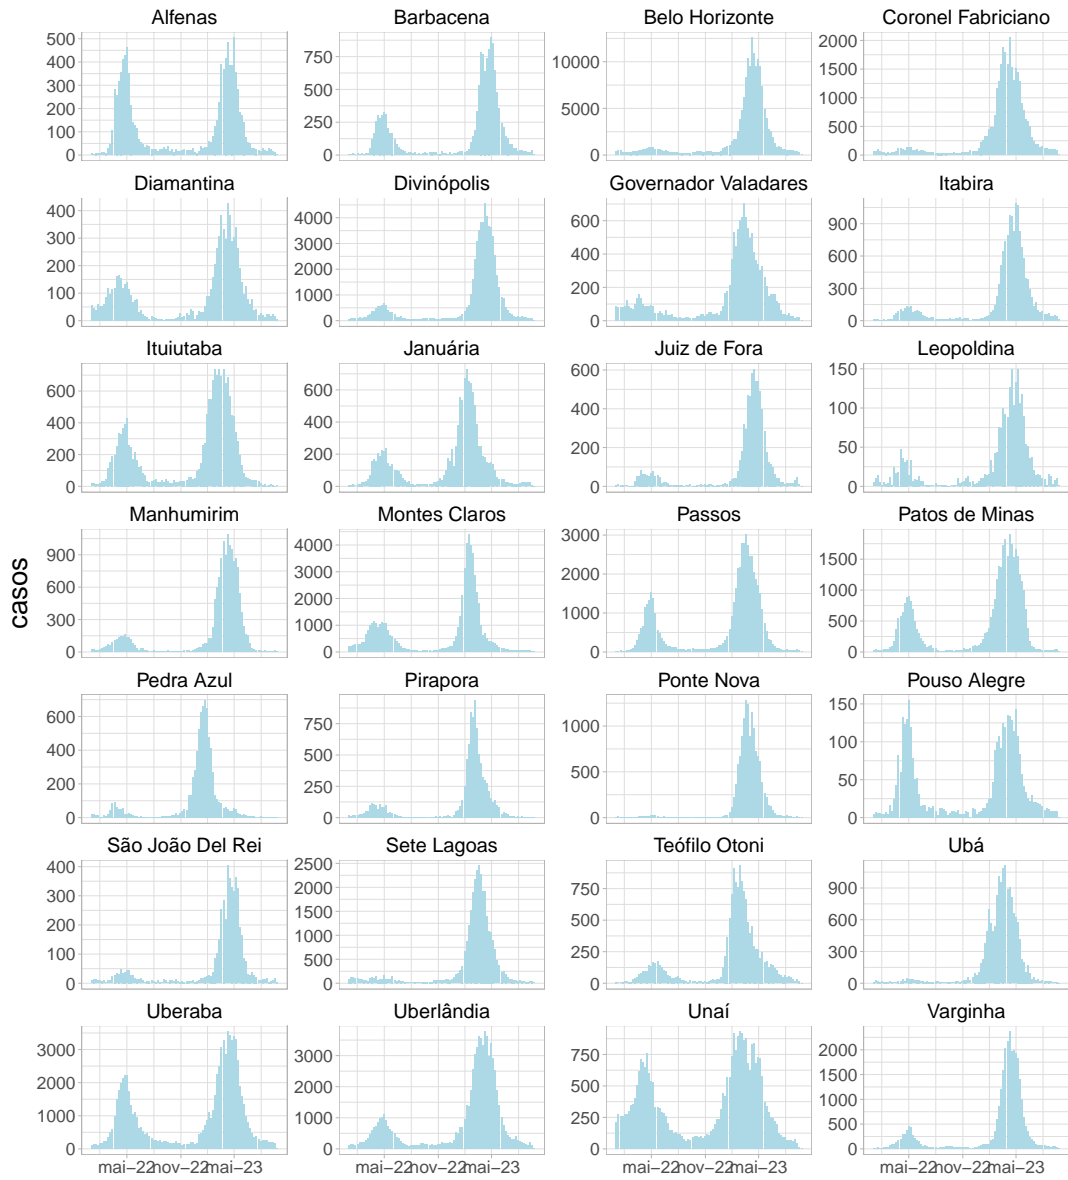 Alfenas Barbacena Belo Horizonte Coronel Fabriciano
500 400 300 200 100 0
750 500 250 0
10000 5000 0
2000 1500 1000 500 0
Diamantina Divinópolis Governador Valadares Itabira
400 300 200 100 0
4000 3000 2000 1000 0
600 400 200 0
900 600 300 0
Ituiutaba Januária Juiz de Fora Leopoldina
600 400 200 0
600 400 200 0
600 400 200 0
150 100 50 0
Manhumirim Montes Claros Passos Patos de Minas
900 600 300 0
4000 3000 2000 1000 0
3000 2000 1000 0
1500 1000 500 0
casos
Pedra Azul Pirapora Ponte Nova Pouso Alegre
600 400 200 0
750 500 250 0
1000 500 0
150 100 50 0
São João Del Rei Sete Lagoas Teófilo Otoni Ubá
400 300 200 100 0
2500 2000 1500 1000 500 0
750 500 250 0
900 600 300 0
Uberaba Uberlândia Unaí Varginha
3000 2000 1000 0
3000 2000 1000 0
750 500 250 0
2000 1500 1000 500 0
mai−22 nov−22 mai−23 mai−22 nov−22 mai−23 mai−22 nov−22 mai−23 mai−22 nov−22 mai−23